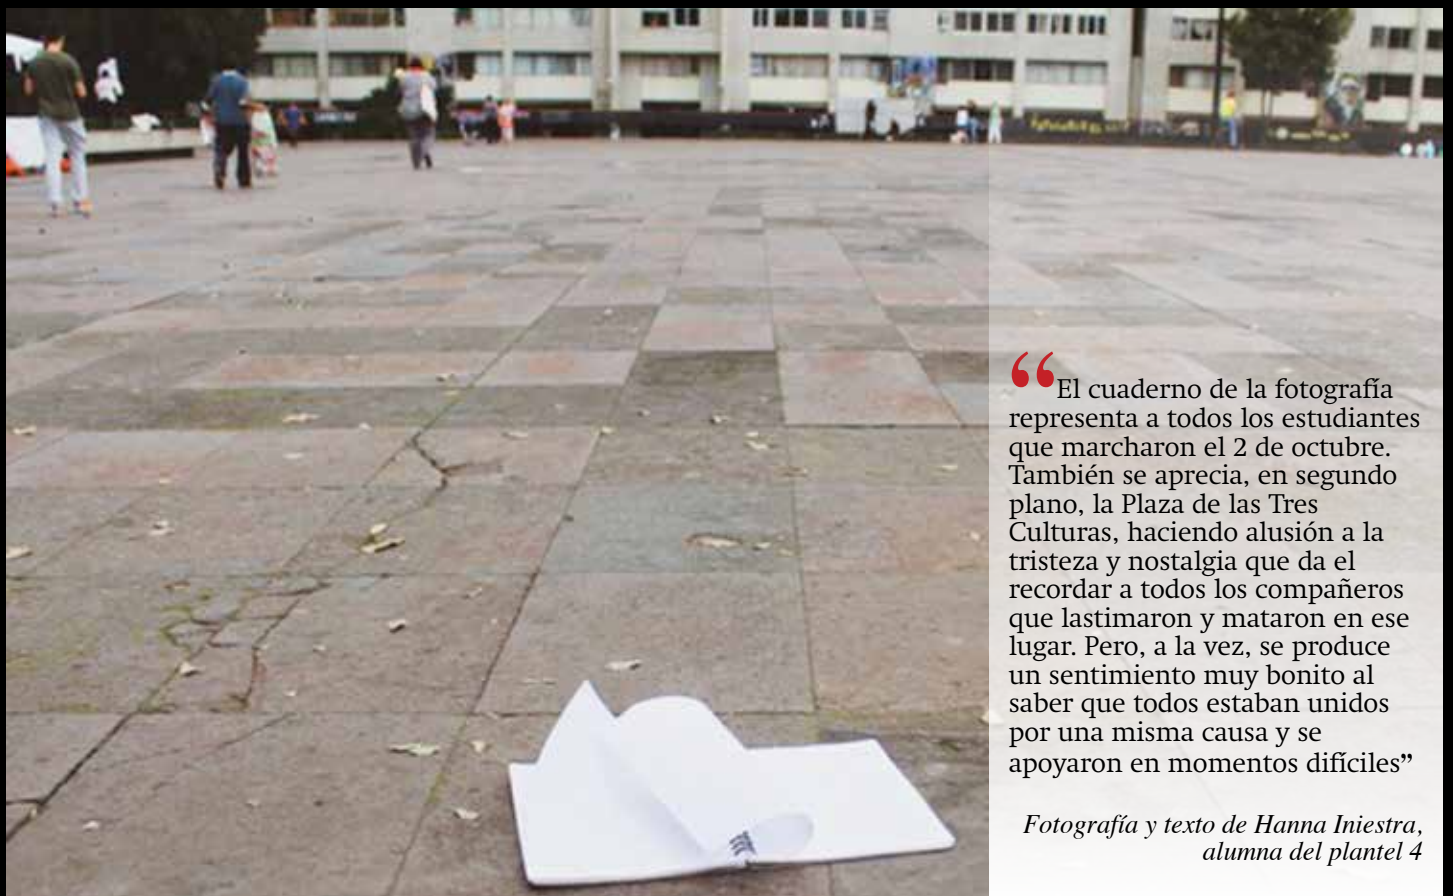 “El cuaderno de la fotografía
representa a todos los estudiantes
que marcharon el 2 de octubre.
También se aprecia, en segundo
plano, la Plaza de las Tres
Culturas, haciendo alusión a la
tristeza y nostalgia que da el
recordar a todos los compañeros
que lastimaron y mataron en ese
lugar. Pero, a la vez, se produce
un sentimiento muy bonito al
saber que todos estaban unidos
por una misma causa y se
apoyaron en momentos difíciles”
Fotografía y texto de Hanna Iniestra,
alumna del plantel 4